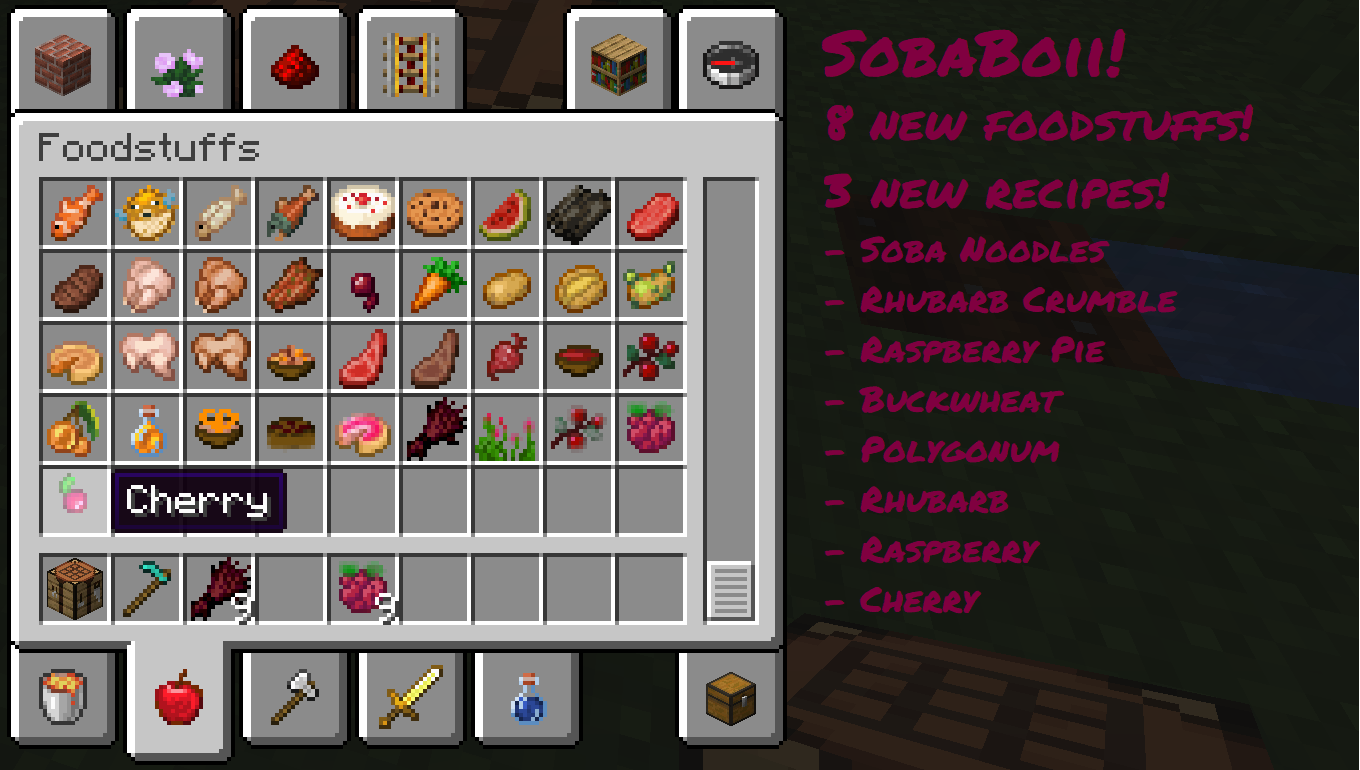 SobaBoii!
8 new foodstuffs!
3 new recipes!
- Soba Noodles
- Rhubarb Crumble
- Raspberry Pie
- Buckwheat
- Polygonum
- Rhubarb
- Raspberry
- Cherry
Foodstuffs
Cherry
9
9